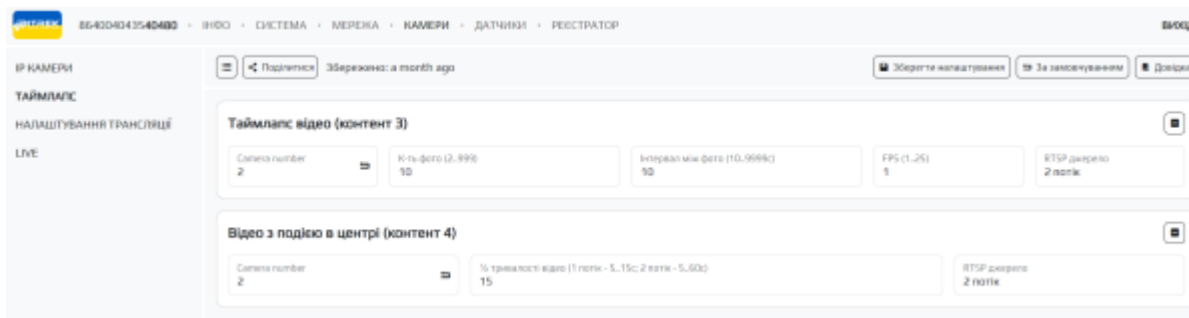 864004043540480 ІНФО СИСТЕМА МЕРЕЖА КАМЕРИ ДАТЧИКИ РЕЄСТРАТОР ВИХІД
IP КАМЕРИ
ТАЙМЛАПС
НАЛАШТУВАННЯ ТРАНСЛЯЦІЇ
LIVE
Поділитися Збережено: a month ago Зберегти налаштування За замовчуванням Довідка
Таймлапс відео (контент 3)
Camera number К-ть фото (2..999) Інтервал між фото (10..9999с) FPS (1..25) RTSP джерело
2 10 10 1 2 потік
Відео з подією в центрі (контент 4)
Camera number ½ тривалості відео (1 потік - 5..15с; 2 потік - 5..60с) RTSP джерело
2 15 2 потік